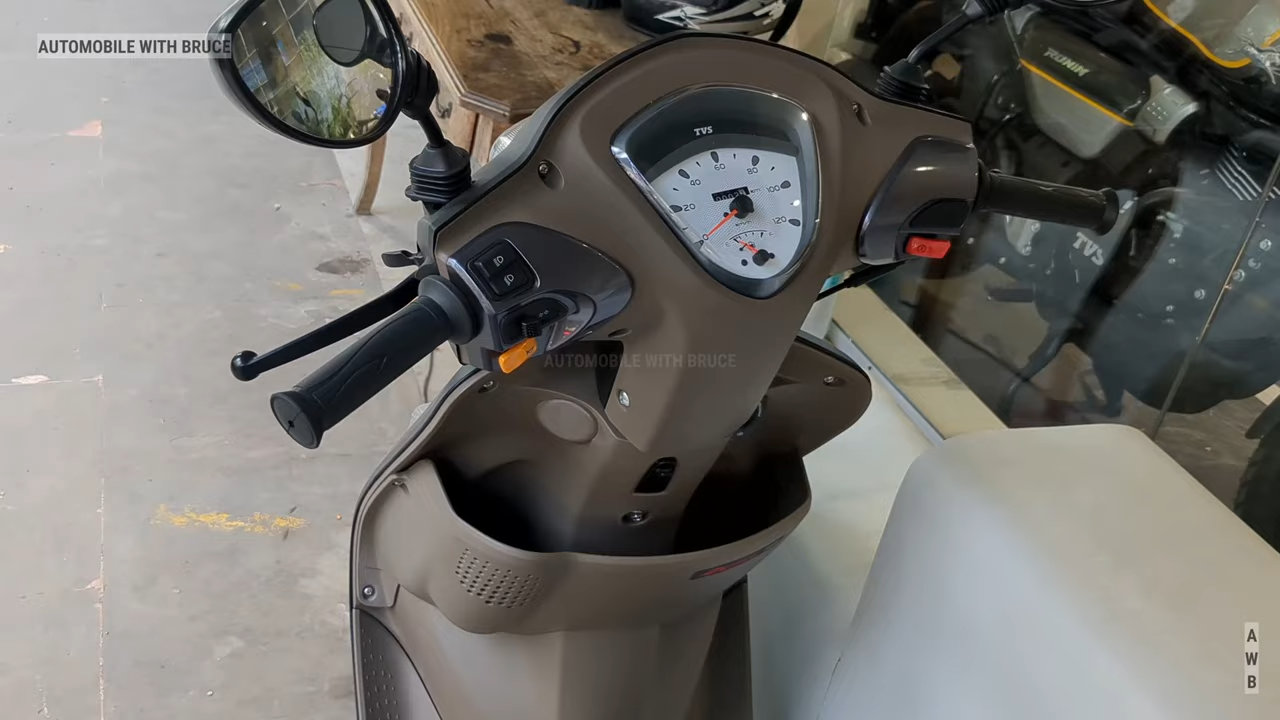 AUTOMOBILE WITH BRUCE
RONIN
TVS
20
40
60
80
100
120
TVS
AUTOMOBILE WITH BRUCE
A
W
B